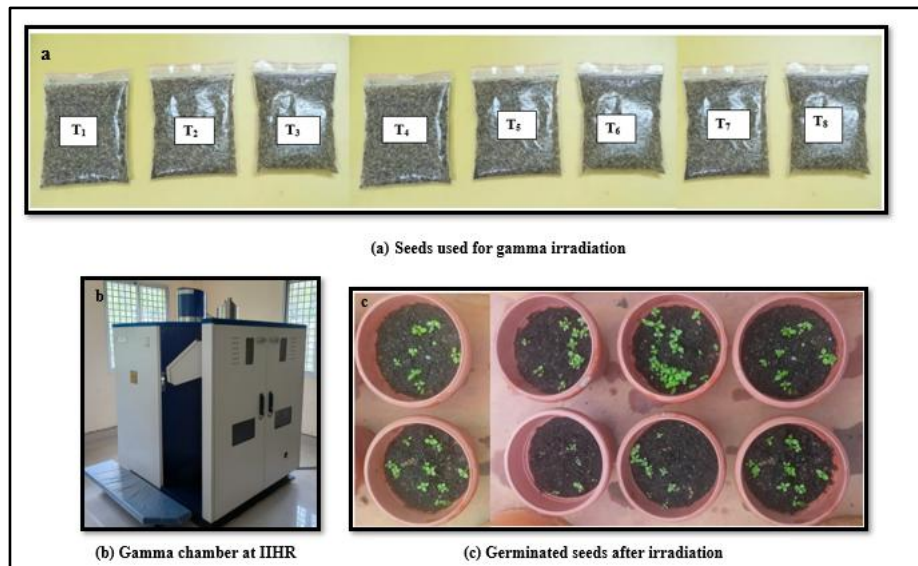 a
T₁ T₂ T₃ T₄ T₅ T₆ T₇ T₈
(a) Seeds used for gamma irradiation
b
c
(b) Gamma chamber at IIHR
(c) Germinated seeds after irradiation